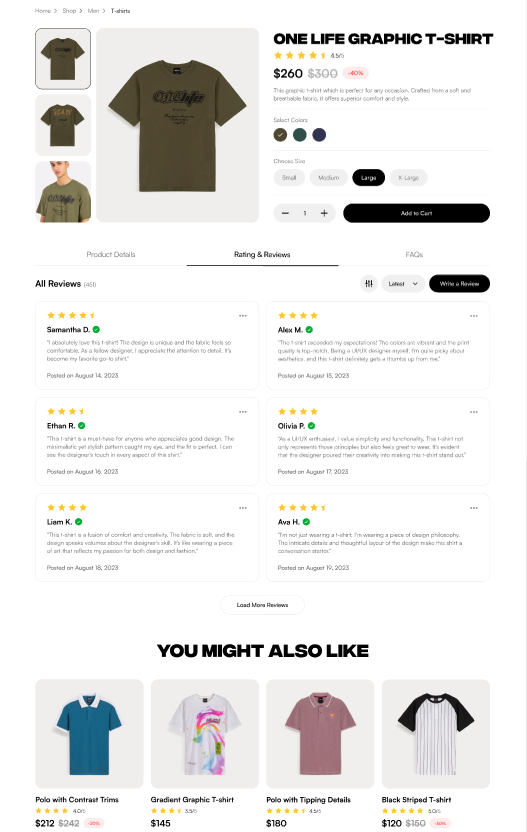 Home > Shop > Men > T-shirts
ONE LIFE GRAPHIC T-SHIRT
4.5/5
$260 $300 -40%
This graphic t-shirt which is perfect for any occasion. Crafted from a soft and
breathable fabric, it offers superior comfort and style.
Select Colors
Choose Size
Small Medium Large X-Large
− 1 + Add to Cart
Product Details Rating & Reviews FAQs
All Reviews (451) Latest Write a Review
Samantha D.
"I absolutely love this t-shirt! The design is unique and the fabric feels so
comfortable. As a fellow designer, I appreciate the attention to detail. It's
become my favorite go-to shirt."
Posted on August 14, 2023
Alex M.
"The t-shirt exceeded my expectations! The colors are vibrant and the print
quality is top-notch. Being a UI/UX designer myself, I'm quite picky about
aesthetics, and this t-shirt definitely gets a thumbs up from me."
Posted on August 15, 2023
Ethan R.
"This t-shirt is a must-have for anyone who appreciates good design. The
minimalistic yet stylish pattern caught my eye, and the fit is perfect. I can
see the designer's touch in every aspect of this shirt."
Posted on August 16, 2023
Olivia P.
"As a UI/UX enthusiast, I value simplicity and functionality. This t-shirt not
only represents those principles but also feels great to wear. It's evident
that the designer poured their creativity into making this t-shirt stand out."
Posted on August 17, 2023
Liam K.
"This t-shirt is a fusion of comfort and creativity. The fabric is soft, and the
design speaks volumes about the designer's skill. It's like wearing a piece
of art that reflects my passion for both design and fashion."
Posted on August 18, 2023
Ava H.
"I'm not just wearing a t-shirt; I'm wearing a piece of design philosophy.
The intricate details and thoughtful layout of the design make this shirt a
conversation starter."
Posted on August 19, 2023
Load More Reviews
YOU MIGHT ALSO LIKE
Polo with Contrast Trims
4.0/5
$212 $242 -20%
Gradient Graphic T-shirt
3.5/5
$145
Polo with Tipping Details
4.5/5
$180
Black Striped T-shirt
5.0/5
$120 $150 -30%